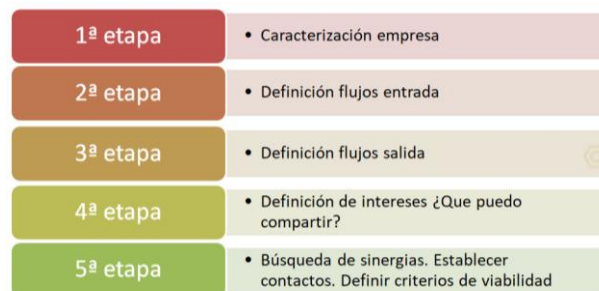 1ª etapa
• Caracterización empresa
2ª etapa
• Definición flujos entrada
3ª etapa
• Definición flujos salida
4ª etapa
• Definición de intereses ¿Que puedo
compartir?
5ª etapa
• Búsqueda de sinergias. Establecer
contactos. Definir criterios de viabilidad